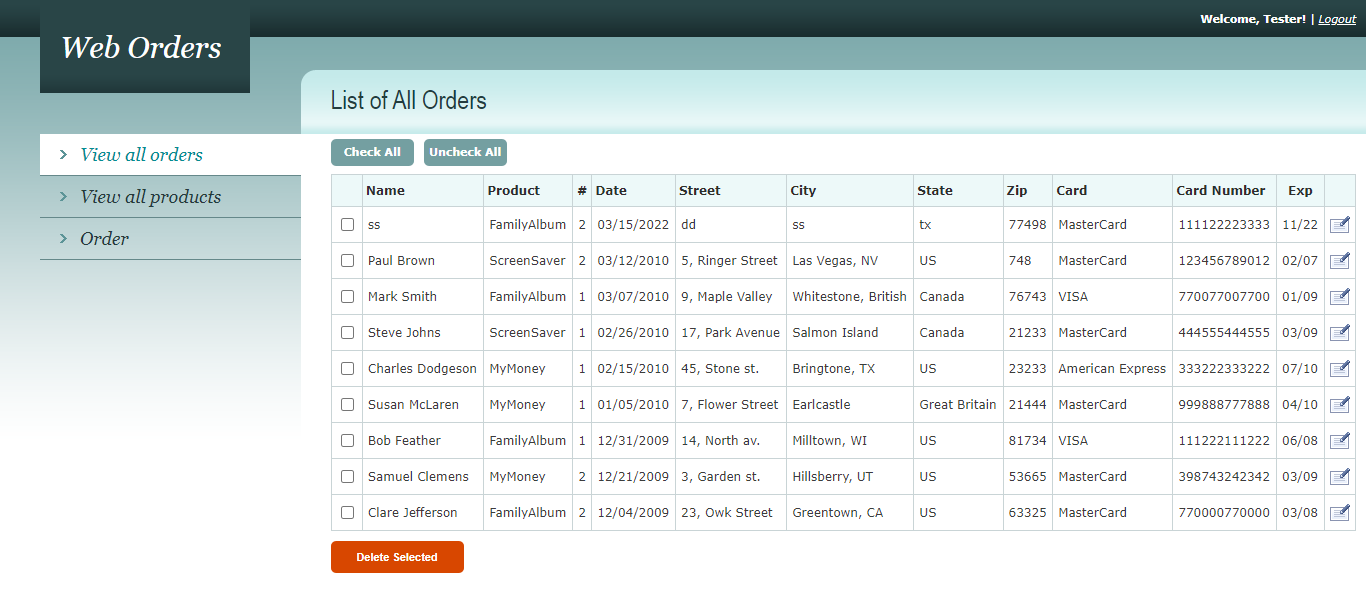 Welcome, Tester! | Logout
Web Orders
List of All Orders
View all orders
View all products
Order
Check All Uncheck All
Name Product # Date Street City State Zip Card Card Number Exp
ss FamilyAlbum 2 03/15/2022 dd ss tx 77498 MasterCard 111122223333 11/22
Paul Brown ScreenSaver 2 03/12/2010 5, Ringer Street Las Vegas, NV US 748 MasterCard 123456789012 02/07
Mark Smith FamilyAlbum 1 03/07/2010 9, Maple Valley Whitestone, British Canada 76743 VISA 770077007700 01/09
Steve Johns ScreenSaver 1 02/26/2010 17, Park Avenue Salmon Island Canada 21233 MasterCard 444555444555 03/09
Charles Dodgeson MyMoney 1 02/15/2010 45, Stone st. Bringtone, TX US 23233 American Express 333222333222 07/10
Susan McLaren MyMoney 1 01/05/2010 7, Flower Street Earlcastle Great Britain 21444 MasterCard 999888777888 04/10
Bob Feather FamilyAlbum 1 12/31/2009 14, North av. Milltown, WI US 81734 VISA 111222111222 06/08
Samuel Clemens MyMoney 2 12/21/2009 3, Garden st. Hillsberry, UT US 53665 MasterCard 398743242342 03/09
Clare Jefferson FamilyAlbum 2 12/04/2009 23, Owk Street Greentown, CA US 63325 MasterCard 770000770000 03/08
Delete Selected